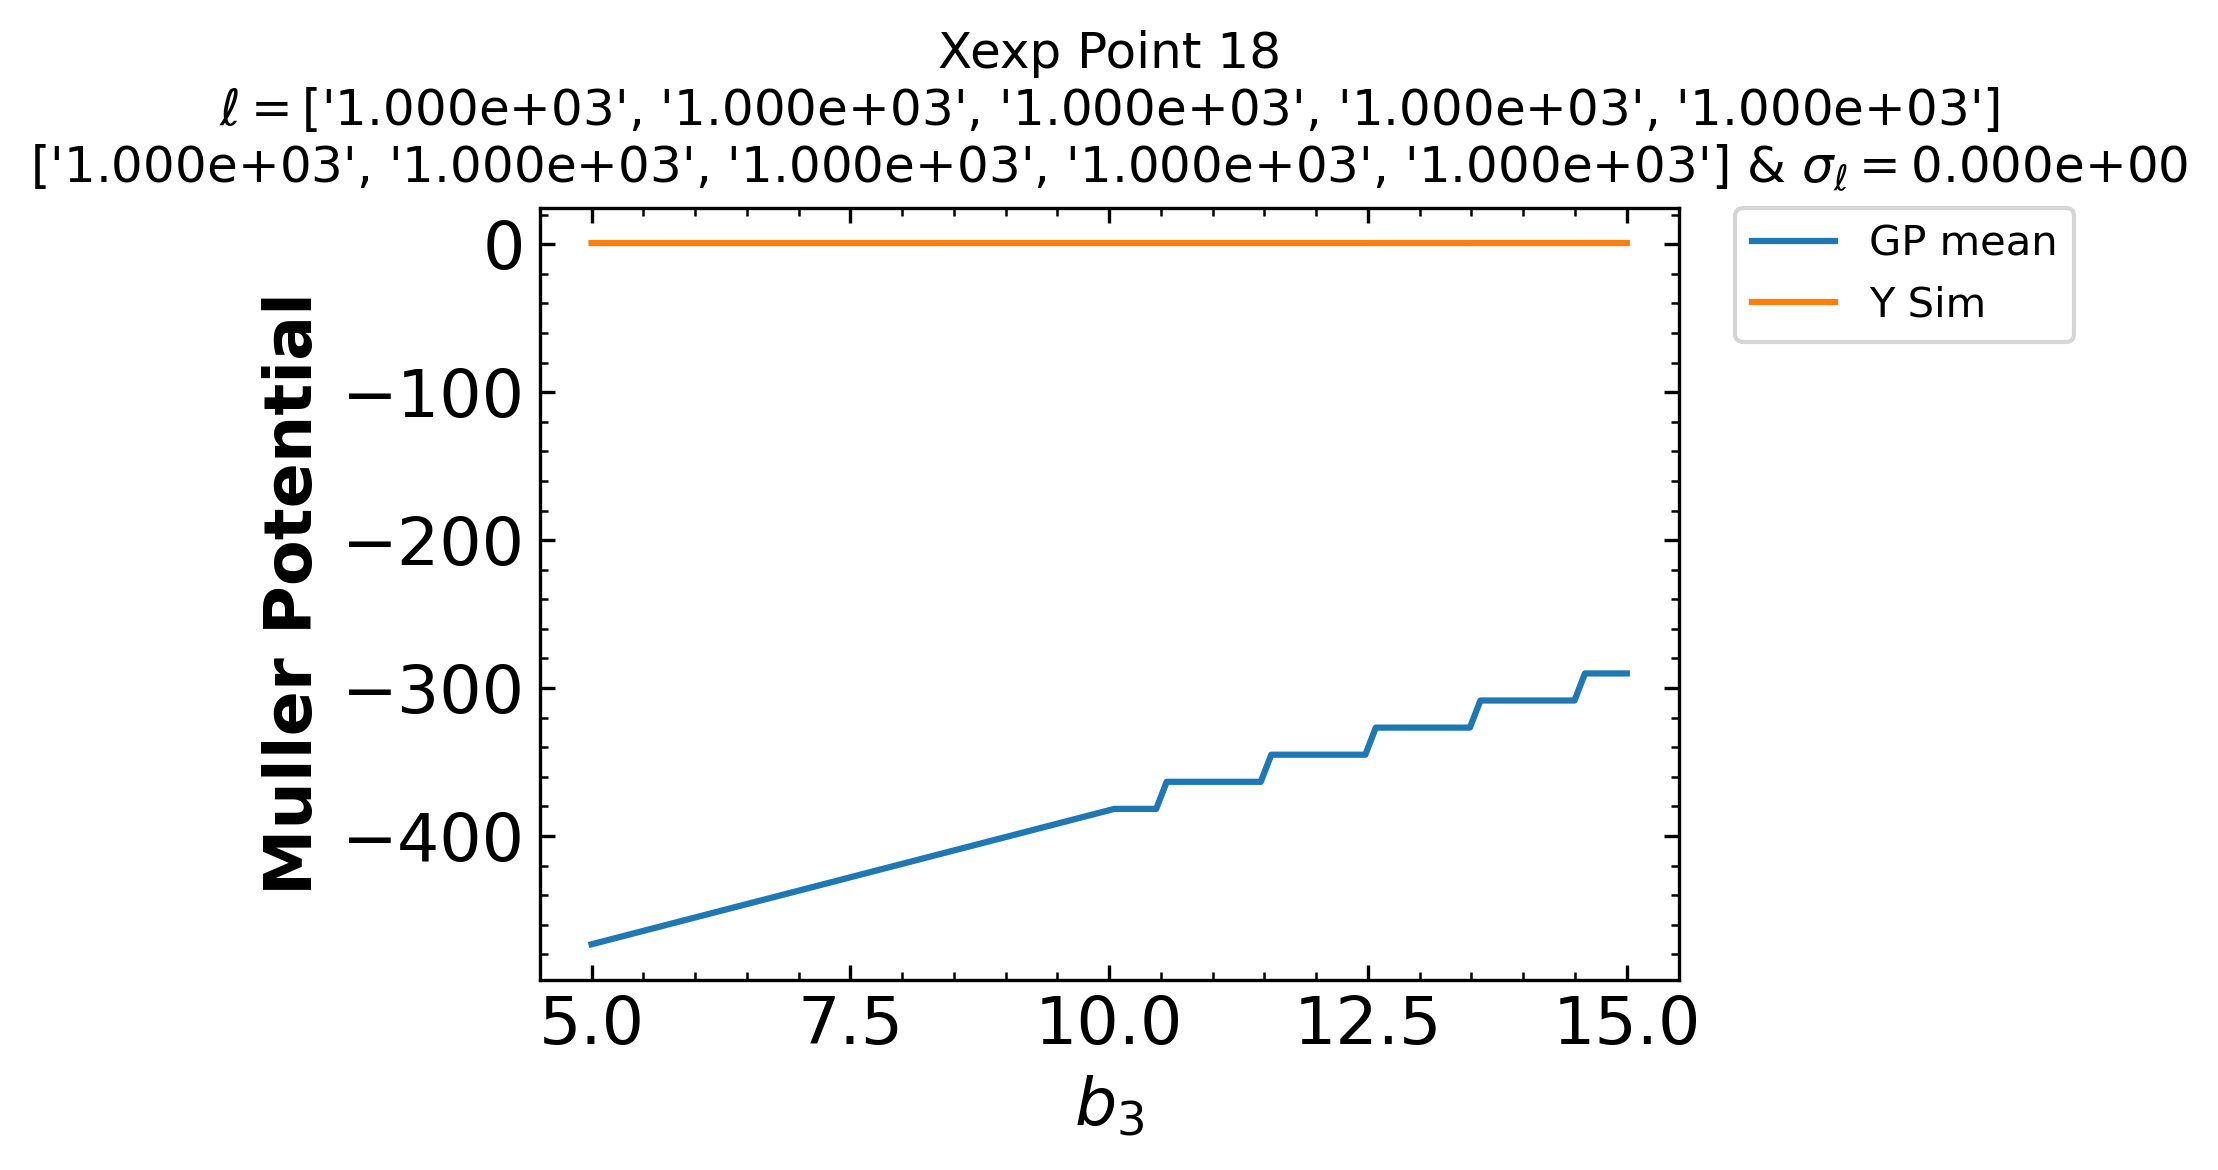 Xexp Point 18
ℓ = ['1.000e+03', '1.000e+03', '1.000e+03', '1.000e+03', '1.000e+03']
['1.000e+03', '1.000e+03', '1.000e+03', '1.000e+03', '1.000e+03'] & σ_ℓ = 0.000e+00
GP mean
Y Sim
Muller Potential
0
−100
−200
−300
−400
5.0 7.5 10.0 12.5 15.0
b₃